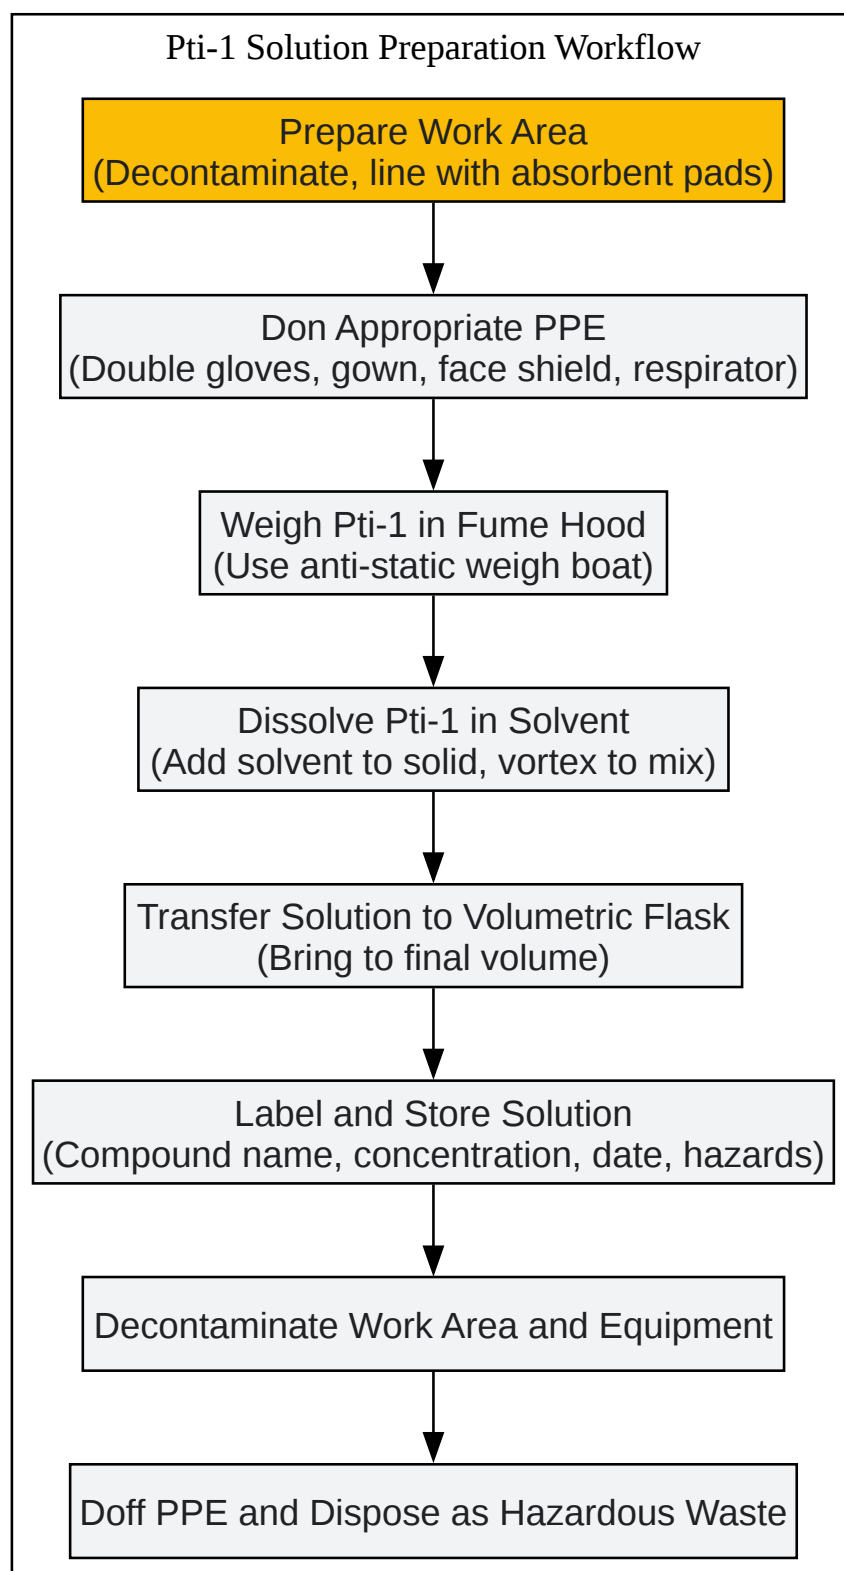 Pti-1 Solution Preparation Workflow
Prepare Work Area
(Decontaminate, line with absorbent pads)
Don Appropriate PPE
(Double gloves, gown, face shield, respirator)
Weigh Pti-1 in Fume Hood
(Use anti-static weigh boat)
Dissolve Pti-1 in Solvent
(Add solvent to solid, vortex to mix)
Transfer Solution to Volumetric Flask
(Bring to final volume)
Label and Store Solution
(Compound name, concentration, date, hazards)
Decontaminate Work Area and Equipment
Doff PPE and Dispose as Hazardous Waste